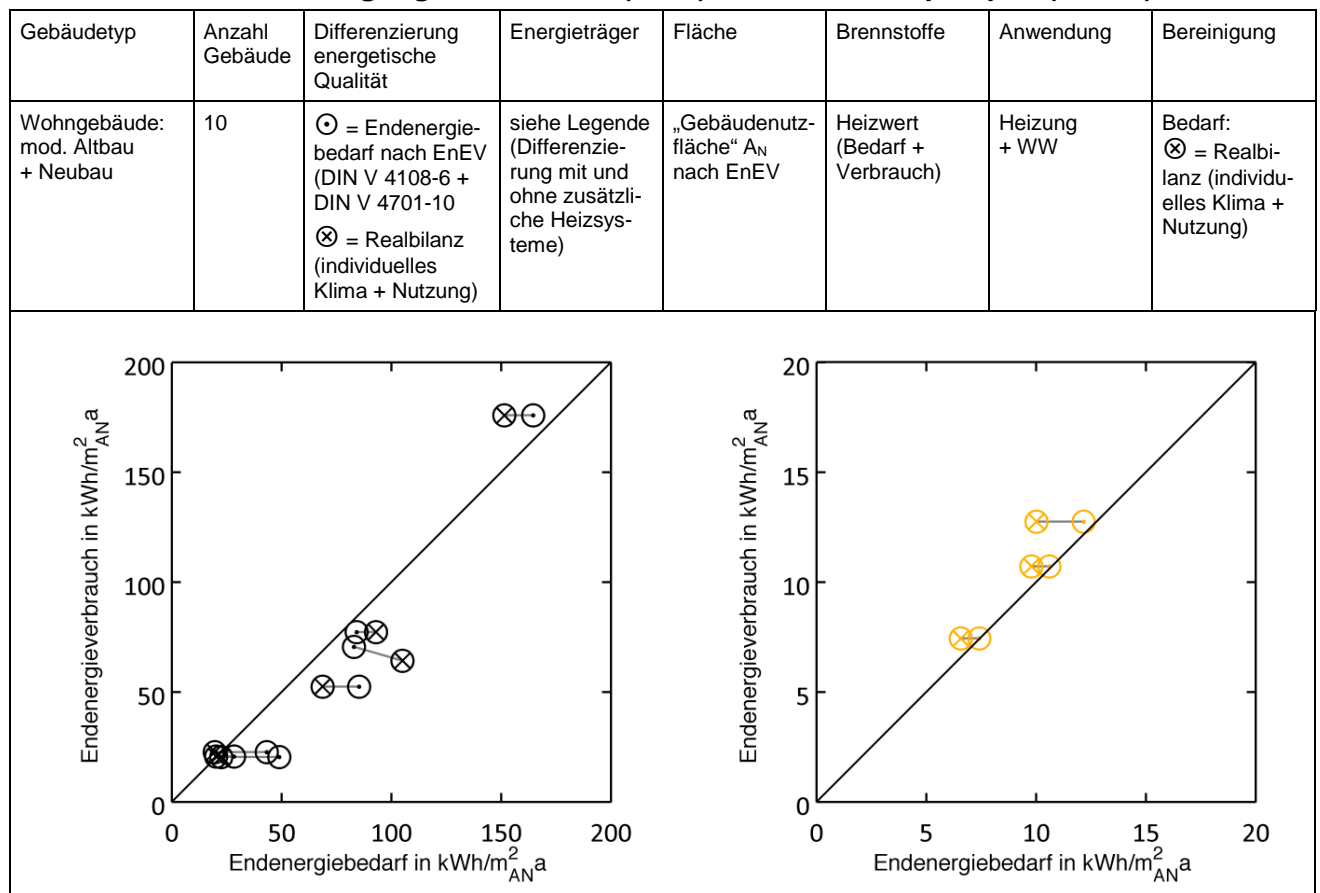 Gebäudetyp
Anzahl
Gebäude
Differenzierung
energetische
Qualität
Energieträger
Fläche
Brennstoffe
Anwendung
Bereinigung
Wohngebäude:
mod. Altbau
+ Neubau
10
⊙ = Endenergie-
bedarf nach EnEV
(DIN V 4108-6 +
DIN V 4701-10
⊗ = Realbilanz
(individuelles
Klima + Nutzung)
siehe Legende
(Differenzie-
rung mit und
ohne zusätzli-
che Heizsys-
teme)
„Gebäudenutz-
fläche“ AN
nach EnEV
Heizwert
(Bedarf +
Verbrauch)
Heizung
+ WW
Bedarf:
⊗ = Realbi-
lanz (individu-
elles Klima +
Nutzung)
Endenergieverbrauch in kWh/m²ANa
200
150
100
50
0
0 50 100 150 200
Endenergiebedarf in kWh/m²ANa
Endenergieverbrauch in kWh/m²ANa
20
15
10
5
0
0 5 10 15 20
Endenergiebedarf in kWh/m²ANa